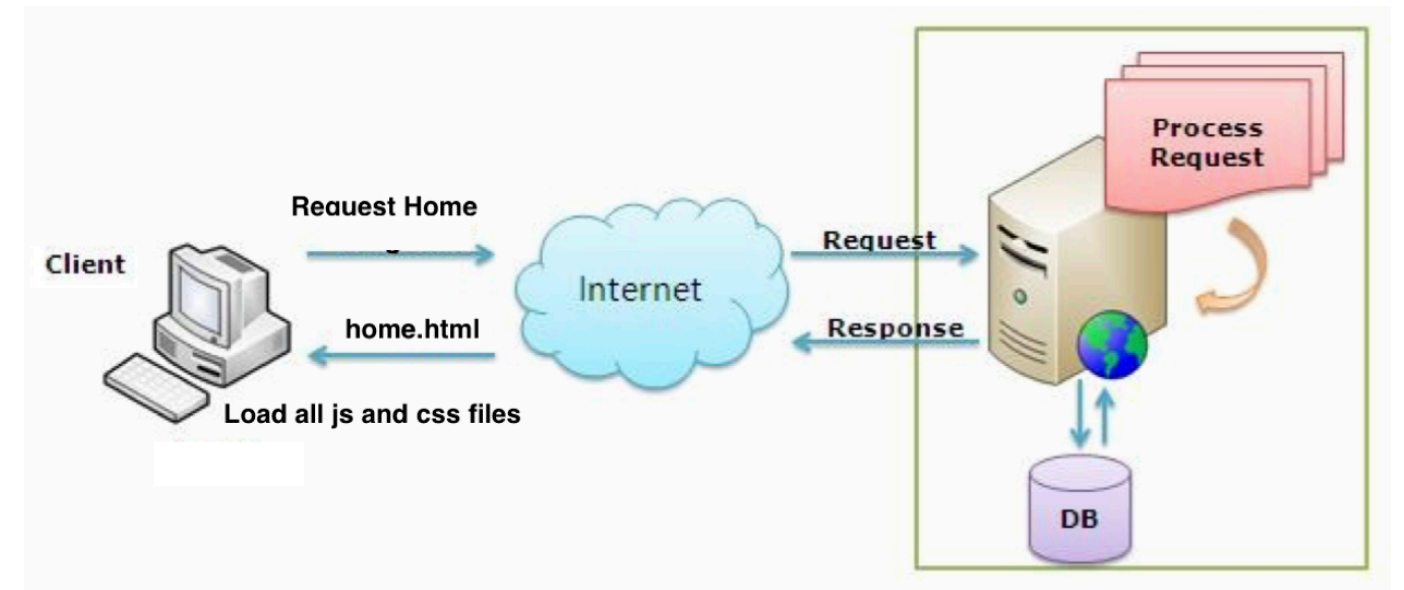 Client
Request Home
home.html
Load all js and css files
Internet
Request
Response
Process
Request
DB